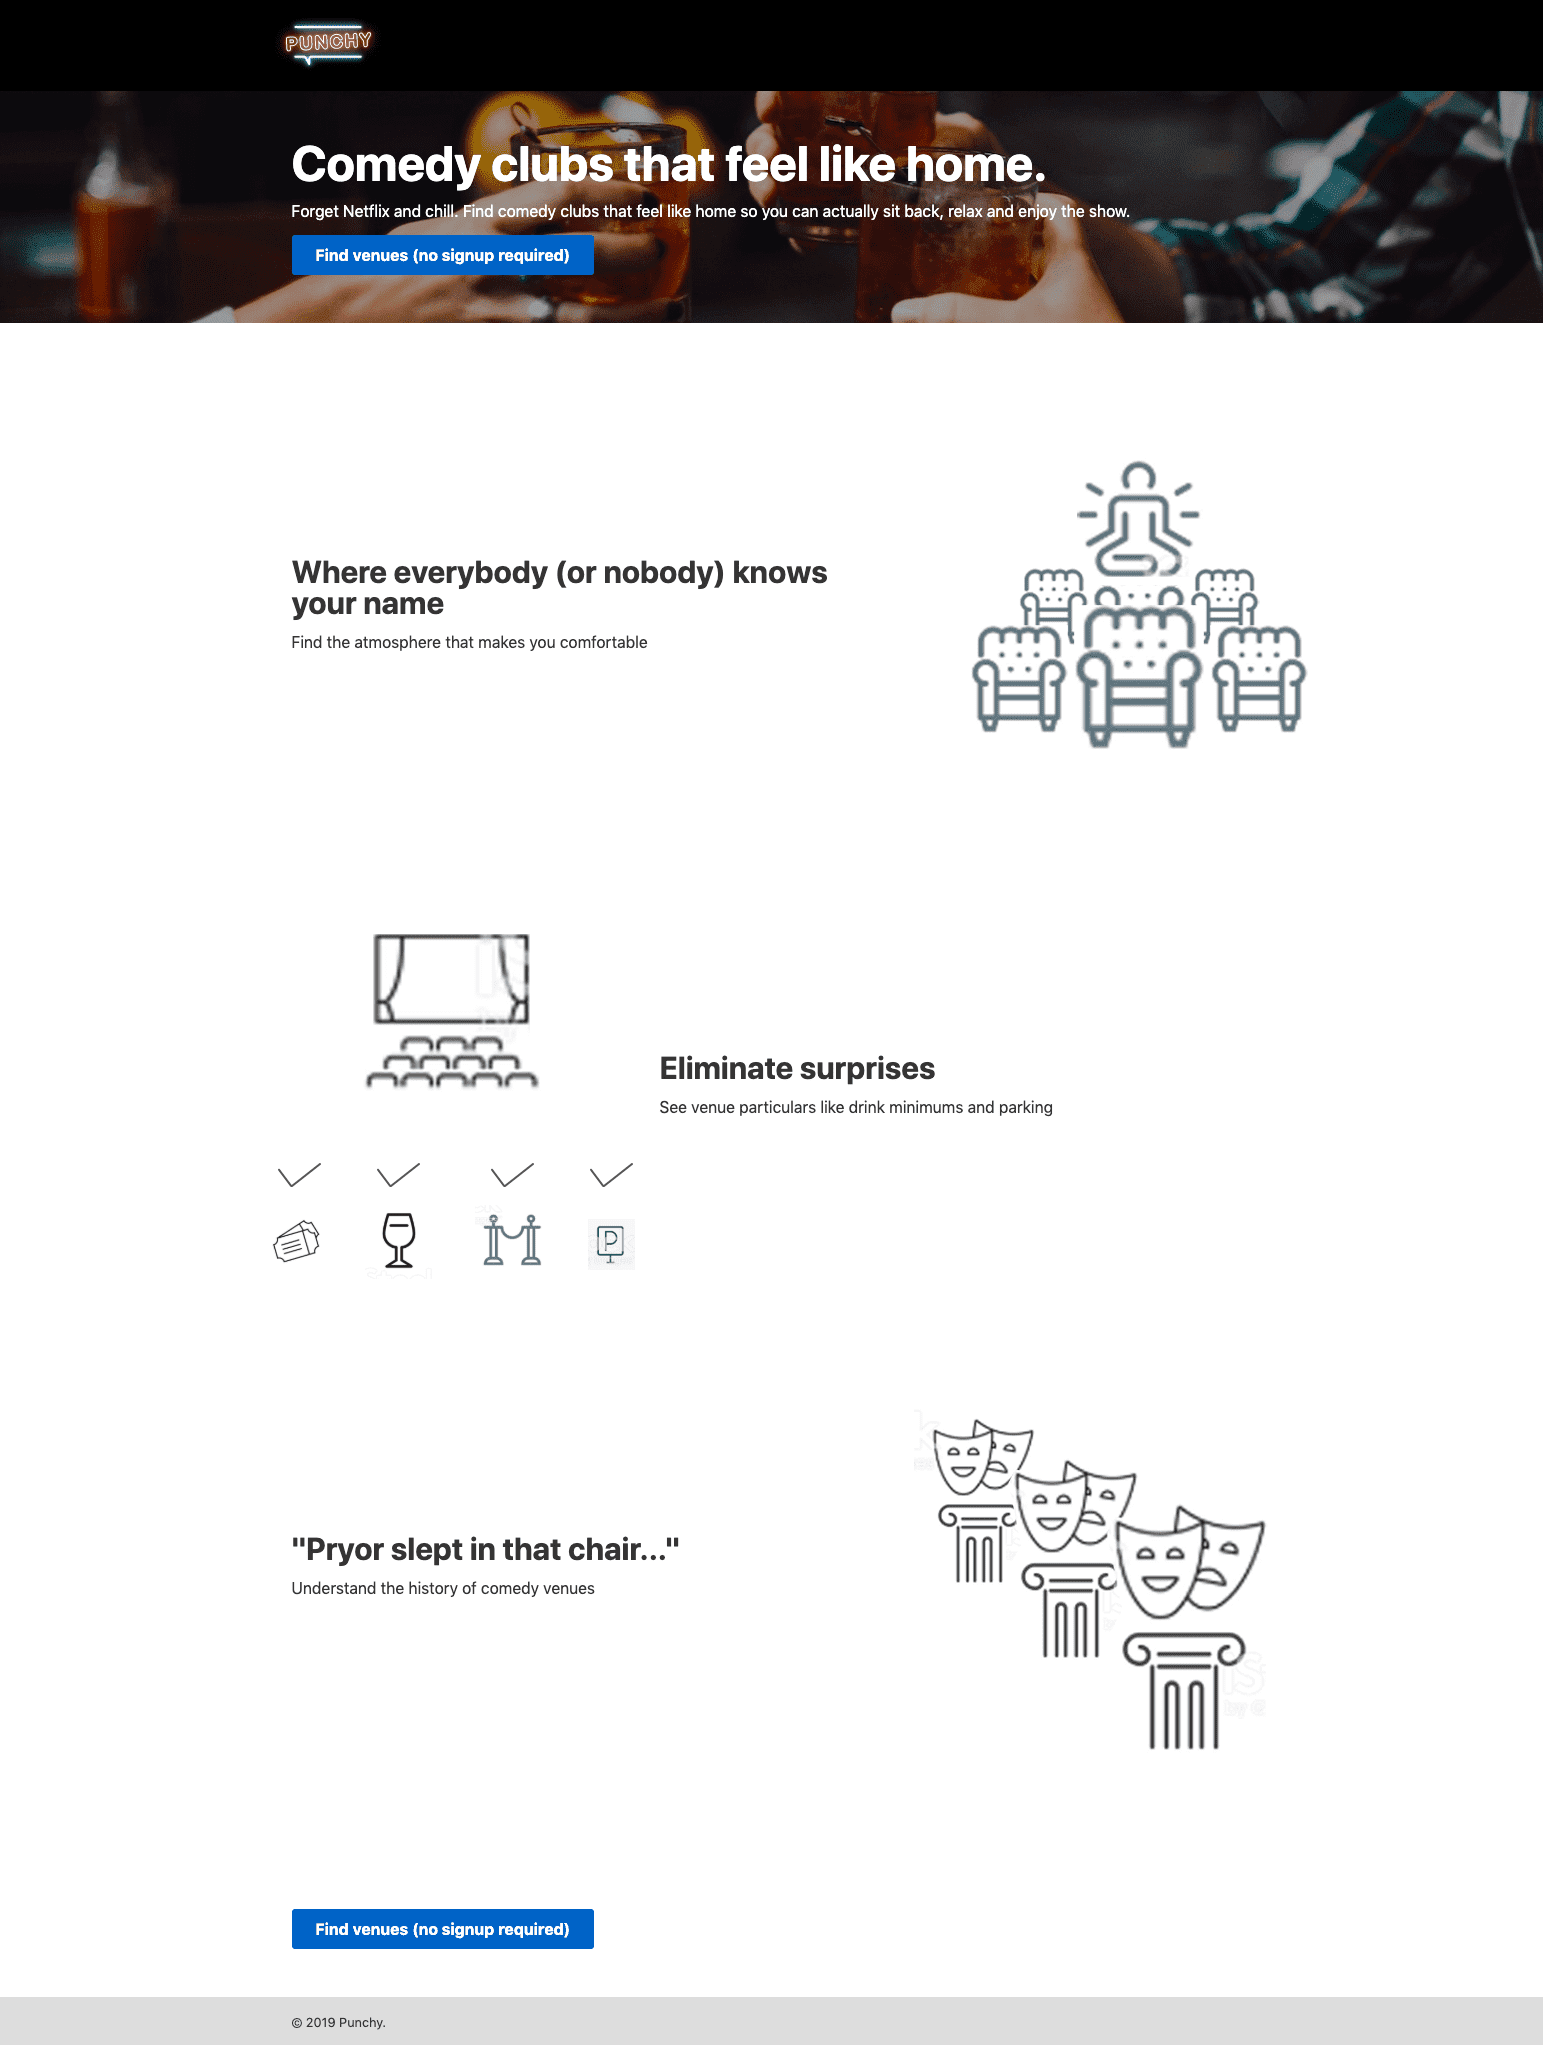 PUNCHY
Comedy clubs that feel like home.
Forget Netflix and chill. Find comedy clubs that feel like home so you can actually sit back, relax and enjoy the show.
Find venues (no signup required)
Where everybody (or nobody) knows
your name
Find the atmosphere that makes you comfortable
Eliminate surprises
See venue particulars like drink minimums and parking
P
"Pryor slept in that chair..."
Understand the history of comedy venues
Find venues (no signup required)
© 2019 Punchy.